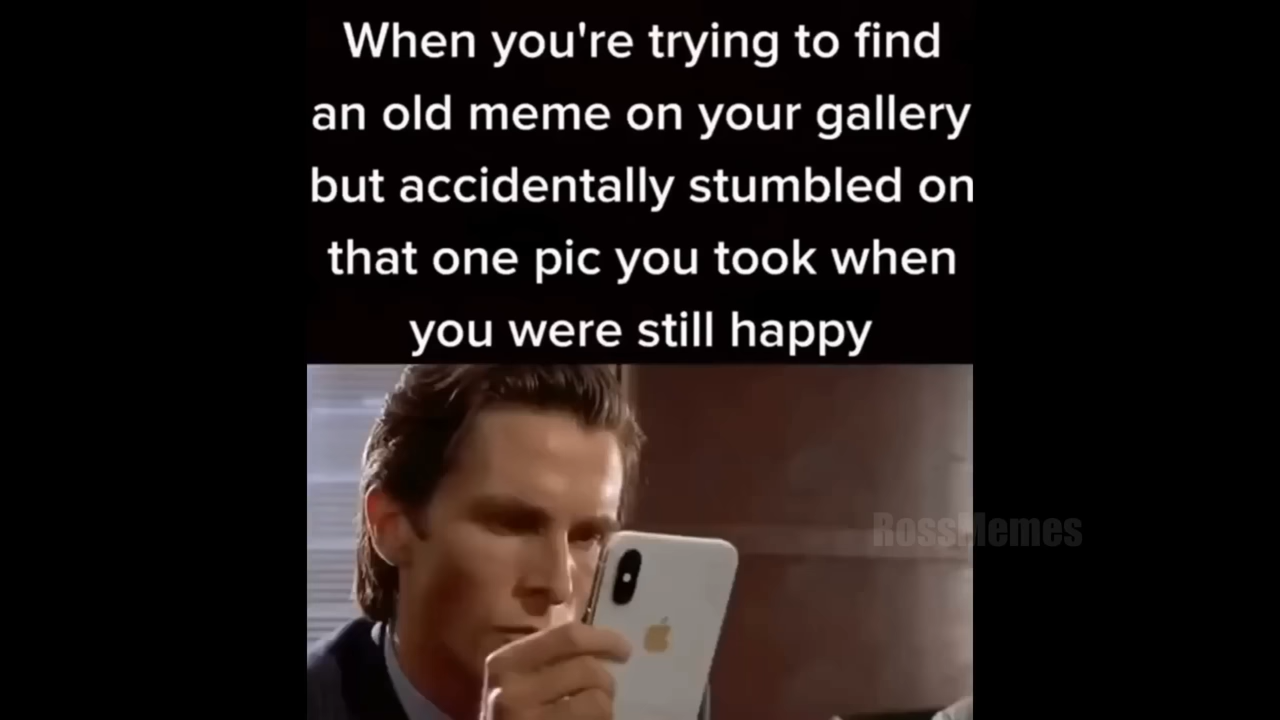 When you're trying to find
an old meme on your gallery
but accidentally stumbled on
that one pic you took when
you were still happy
RossMemes